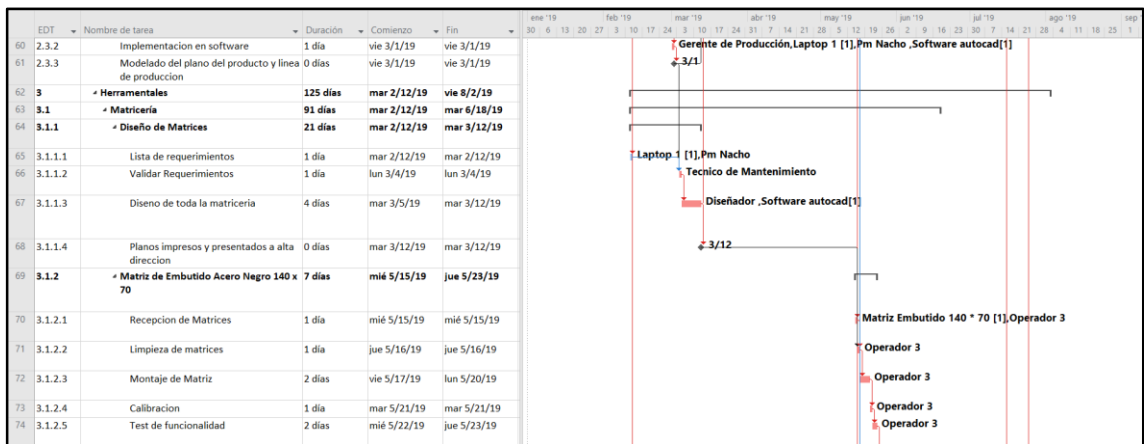 ene '19 feb '19 mar '19 abr '19 may '19 jun '19 jul '19 ago '19 sep
EDT Nombre de tarea Duración Comienzo Fin 30 6 13 20 27 3 10 17 24 3 10 17 24 31 7 14 21 28 5 12 19 26 2 9 16 23 30 7 14 21 28 4 11 18 25 1
60 2.3.2 Implementacion en software 1 día vie 3/1/19 vie 3/1/19 Gerente de Producción,Laptop 1 [1],Pm Nacho ,Software autocad[1]
61 2.3.3 Modelado del plano del producto y linea 0 días vie 3/1/19 vie 3/1/19 3/1
de produccion
62 3 Herramentales 125 días mar 2/12/19 vie 8/2/19
63 3.1 Matricería 91 días mar 2/12/19 mar 6/18/19
64 3.1.1 Diseño de Matrices 21 días mar 2/12/19 mar 3/12/19
65 3.1.1.1 Lista de requerimientos 1 día mar 2/12/19 mar 2/12/19 Laptop 1 [1],Pm Nacho
66 3.1.1.2 Validar Requerimientos 1 día lun 3/4/19 lun 3/4/19 Tecnico de Mantenimiento
67 3.1.1.3 Diseno de toda la matriceria 4 días mar 3/5/19 mar 3/12/19 Diseñador ,Software autocad[1]
68 3.1.1.4 Planos impresos y presentados a alta 0 días mar 3/12/19 mar 3/12/19 3/12
direccion
69 3.1.2 Matriz de Embutido Acero Negro 140 x 7 días mié 5/15/19 jue 5/23/19
70
70 3.1.2.1 Recepcion de Matrices 1 día mié 5/15/19 mié 5/15/19 Matriz Embutido 140 * 70 [1],Operador 3
71 3.1.2.2 Limpieza de matrices 1 día jue 5/16/19 jue 5/16/19 Operador 3
72 3.1.2.3 Montaje de Matriz 2 días vie 5/17/19 lun 5/20/19 Operador 3
73 3.1.2.4 Calibracion 1 día mar 5/21/19 mar 5/21/19 Operador 3
74 3.1.2.5 Test de funcionalidad 2 días mié 5/22/19 jue 5/23/19 Operador 3